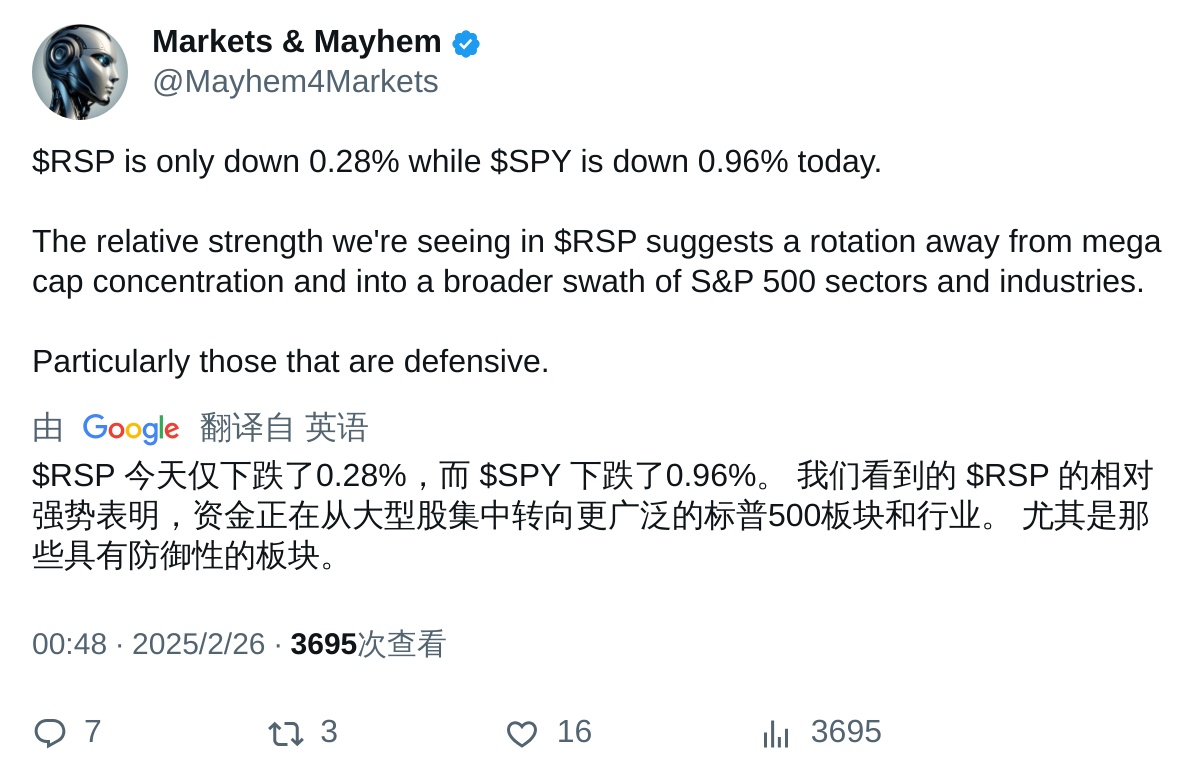 Markets & Mayhem
@Mayhem4Markets
$RSP is only down 0.28% while $SPY is down 0.96% today.
The relative strength we're seeing in $RSP suggests a rotation away from mega
cap concentration and into a broader swath of S&P 500 sectors and industries.
Particularly those that are defensive.
由 Google 翻译自 英语
$RSP 今天仅下跌了0.28%，而 $SPY 下跌了0.96%。 我们看到的 $RSP 的相对
强势表明，资金正在从大型股集中转向更广泛的标普500板块和行业。 尤其是那
些具有防御性的板块。
00:48 · 2025/2/26 · 3695次查看
7 3 16 3695